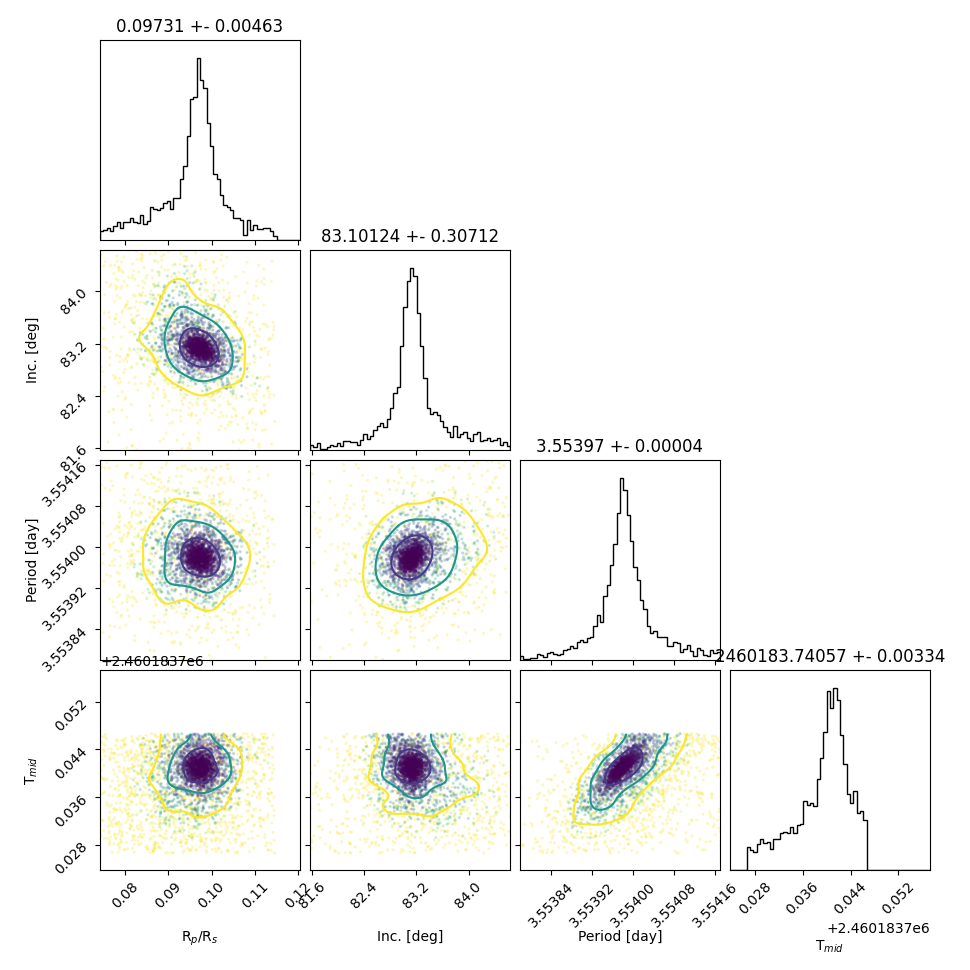 0.09731 +- 0.00463
83.10124 +- 0.30712
84.0
83.2
82.4
81.6
Inc. [deg]
3.55397 +- 0.00004
3.55416
3.55408
3.55400
3.55392
3.55384
Period [day]
+2.4601837e6
2460183.74057 +- 0.00334
0.052
0.044
0.036
0.028
Tmid
0.08 0.09 0.10 0.11 0.12
81.6 82.4 83.2 84.0
3.55384 3.55392 3.55400 3.55408 3.55416
0.028 0.036 0.044 0.052
+2.4601837e6
Rp/Rs
Inc. [deg]
Period [day]
Tmid